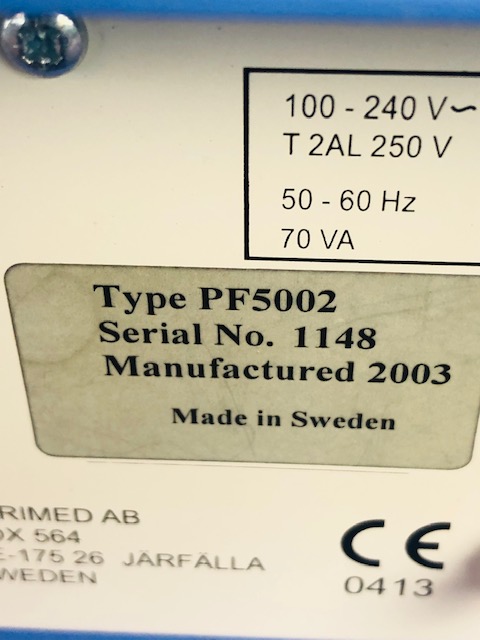 100 - 240 V~
T 2AL 250 V
50 - 60 Hz
70 VA
Type PF5002
Serial No. 1148
Manufactured 2003
Made in Sweden
RIMED AB
OX 564
E-175 26 JÄRFÄLLA
WEDEN
CE
0413